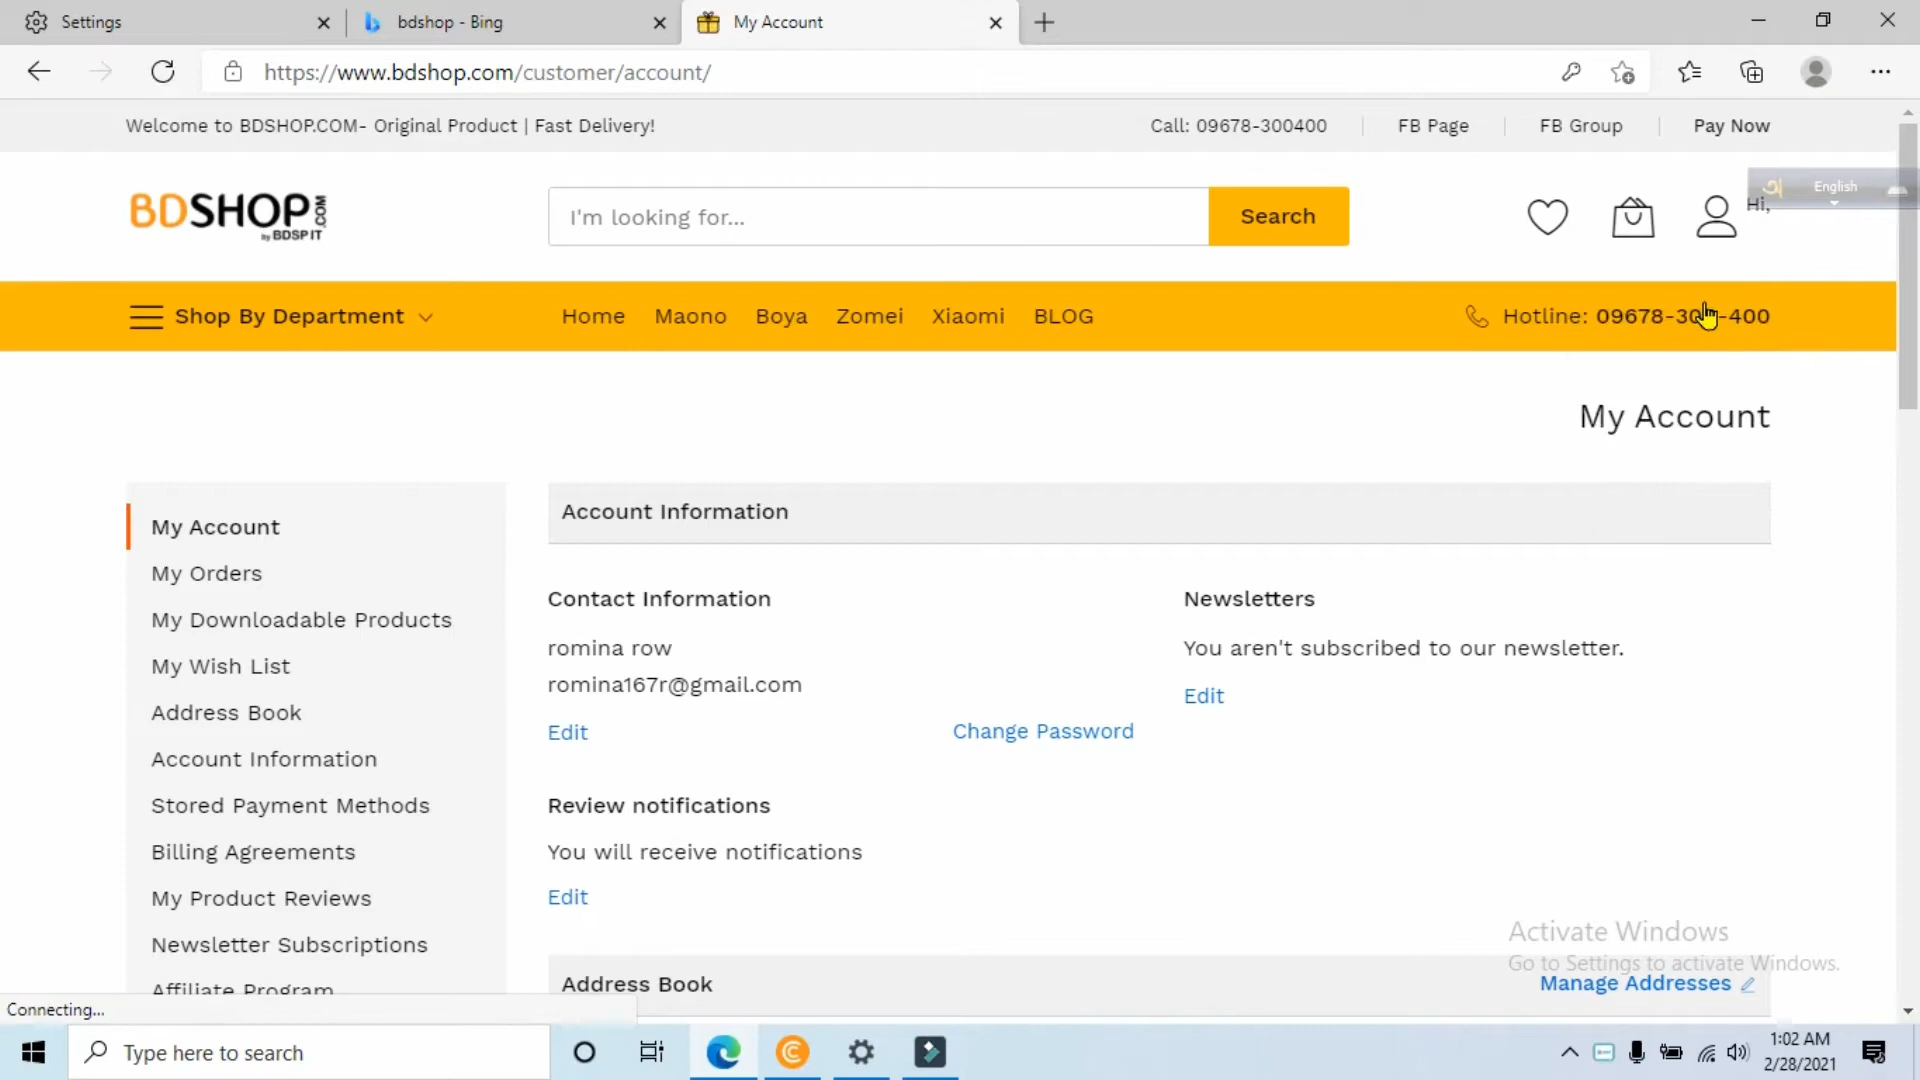 Settings
bdshop - Bing
My Account
https://www.bdshop.com/customer/account/
Welcome to BDSHOP.COM- Original Product | Fast Delivery!
Call: 09678-300400
FB Page
FB Group
Pay Now
BDSHOP.COM
by BDSP IT
I'm looking for...
Search
অ
English
Hi,
Shop By Department
Home
Maono
Boya
Zomei
Xiaomi
BLOG
Hotline: 09678-30 -400
My Account
My Account
My Orders
My Downloadable Products
My Wish List
Address Book
Account Information
Stored Payment Methods
Billing Agreements
My Product Reviews
Newsletter Subscriptions
Affiliate Program
Account Information
Contact Information
romina row
romina167r@gmail.com
Edit
Change Password
Newsletters
You aren't subscribed to our newsletter.
Edit
Review notifications
You will receive notifications
Edit
Address Book
Manage Addresses
Activate Windows
Go to Settings to activate Windows.
Connecting...
Type here to search
1:02 AM
2/28/2021